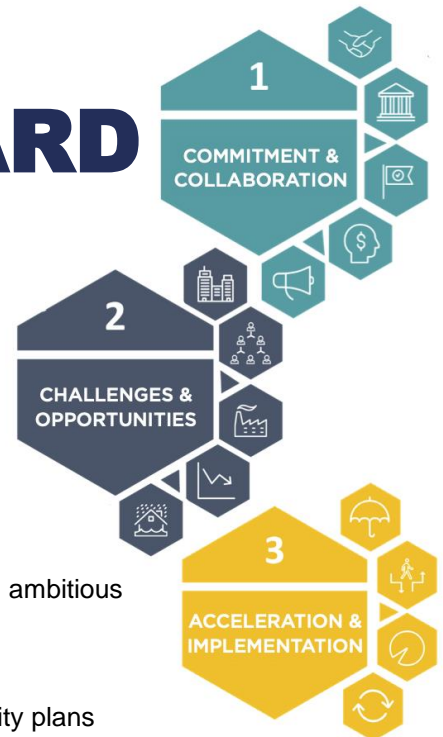 ARD
1
COMMITMENT &
COLLABORATION
$
2
CHALLENGES &
OPPORTUNITIES
ambitious
3
ACCELERATION &
IMPLEMENTATION
ity plans